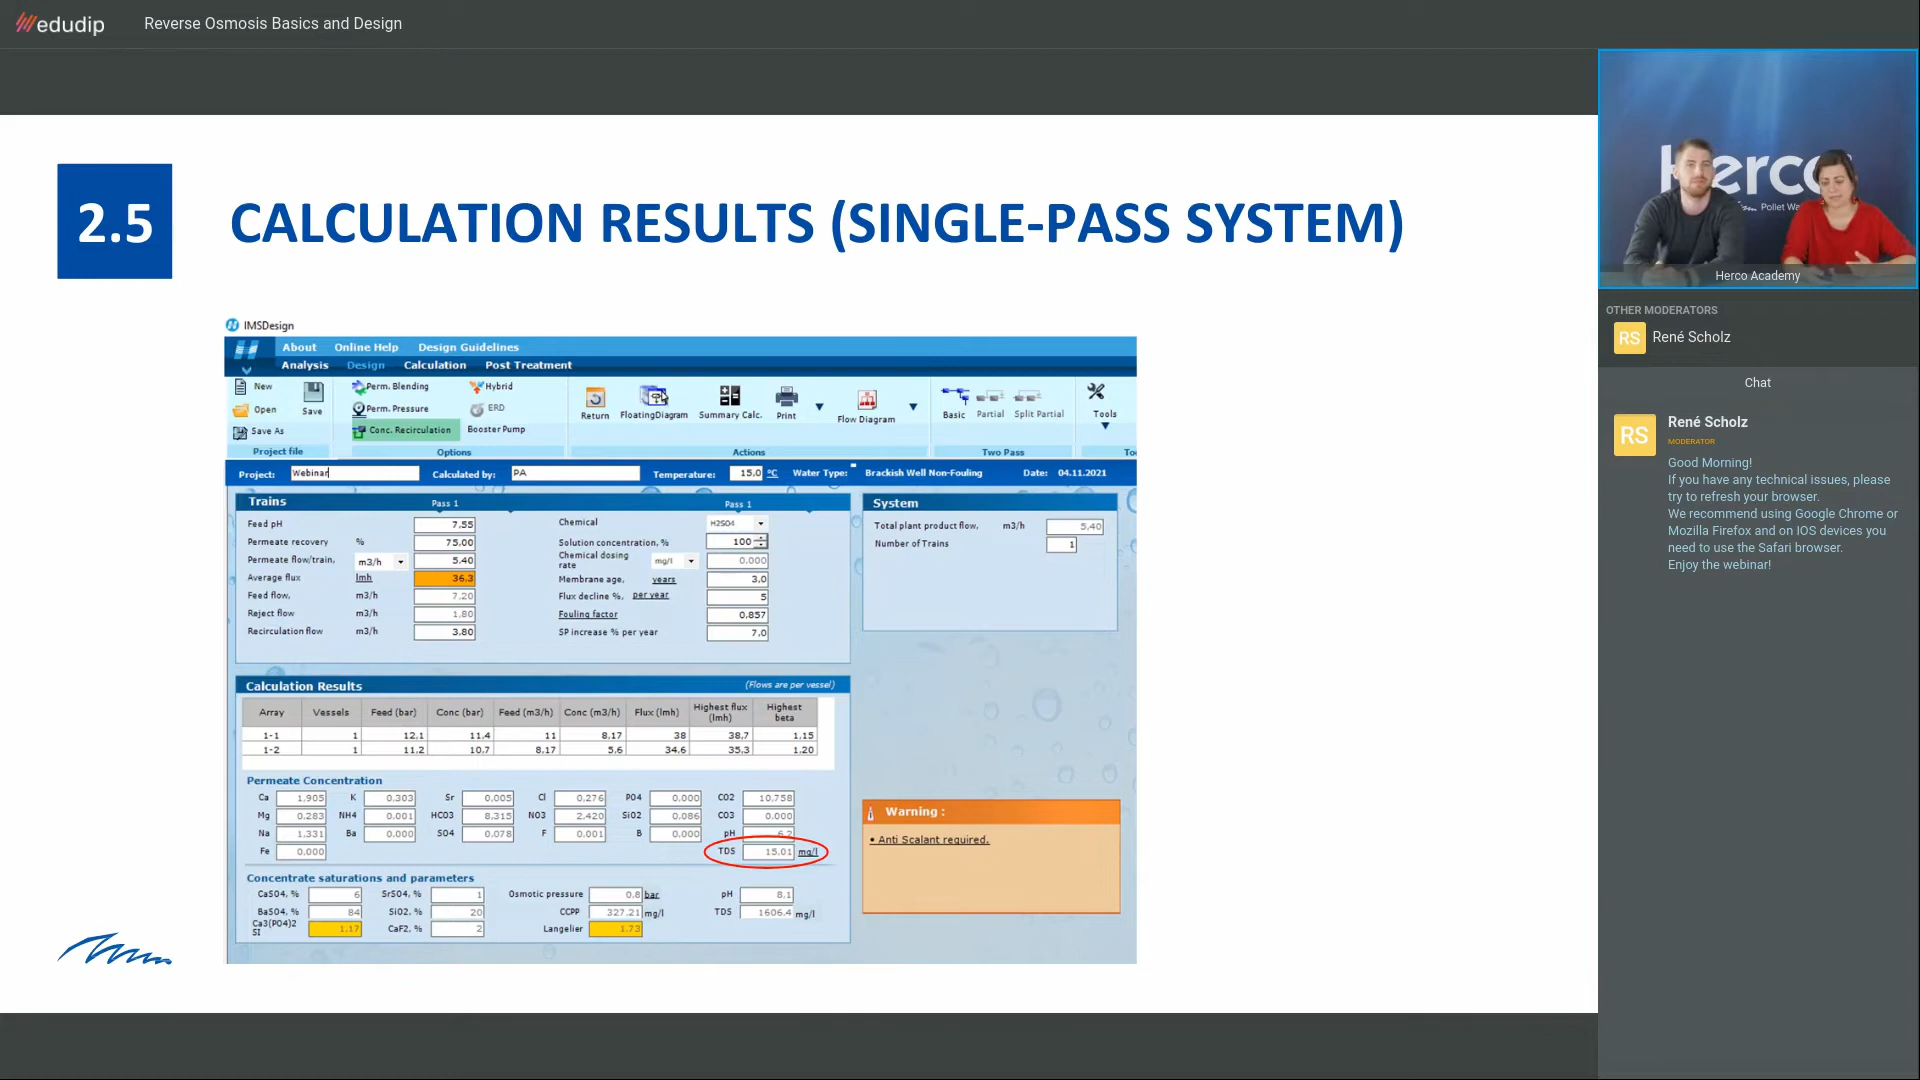 edudip
Reverse Osmosis Basics and Design
2.5
CALCULATION RESULTS (SINGLE-PASS SYSTEM)
IMSDesign
About Online Help Design Guidelines
Analysis Design Calculation Post Treatment
New
Open
Save As
Save
Project file
Perm. Blending
Perm. Pressure
Conc. Recirculation
Hybrid
ERD
Booster Pump
Options
Return
FloatingDiagram
Summary Calc.
Print
Flow Diagram
Actions
Basic
Partial
Split Partial
Two Pass
Tools
Project: Webinar Calculated by: PA Temperature: 15,0 °C Water Type: Brackish Well Non-Fouling Date: 04.11.2021
Trains Pass 1 Pass 1
Feed pH 7.55
Permeate recovery % 75.00
Permeate flow/train, m3/h 5.40
Average flux lmh 36,3
Feed flow, m3/h 7,20
Reject flow m3/h 1,80
Recirculation flow m3/h 3,80
Chemical H2SO4
Solution concentration, % 100
Chemical dosing
rate mg/l 0.000
Membrane age, years 3,0
Flux decline %, per year 5
Fouling factor 0,857
SP increase % per year 7,0
System
Total plant product flow, m3/h 5,40
Number of Trains 1
Calculation Results (Flows are per vessel)
Array Vessels Feed (bar) Conc (bar) Feed (m3/h) Conc (m3/h) Flux (lmh) Highest flux (lmh) Highest beta
1-1 1 12,1 11,4 11 8,17 38 38,7 1,15
1-2 1 11,2 10,7 8,17 5,6 34,6 35,3 1,20
Permeate Concentration
Ca 1,905 K 0,303 Sr 0,005 Cl 0,276 PO4 0,000 CO2 10,758
Mg 0,283 NH4 0,001 HCO3 8,315 NO3 2,420 SiO2 0,086 CO3 0,000
Na 1,331 Ba 0,000 SO4 0,078 F 0,001 B 0,000 pH 6,2
Fe 0,000 TDS 15.01 mg/l
Concentrate saturations and parameters
CaSO4, % 6 SrSO4, % 1 Osmotic pressure 0.8 bar pH 8.1
BaSO4, % 84 SiO2, % 20 CCPP 327.21 mg/l TDS 1606.4 mg/l
Ca3(PO4)2
SI 1.17 CaF2, % 2 Langelier 1.73
Warning :
• Anti Scalant required.
Herco
Pollet Wa
Herco Academy
OTHER MODERATORS
RS René Scholz
Chat
RS
René Scholz
MODERATOR
Good Morning!
If you have any technical issues, please
try to refresh your browser.
We recommend using Google Chrome or
Mozilla Firefox and on IOS devices you
need to use the Safari browser.
Enjoy the webinar!